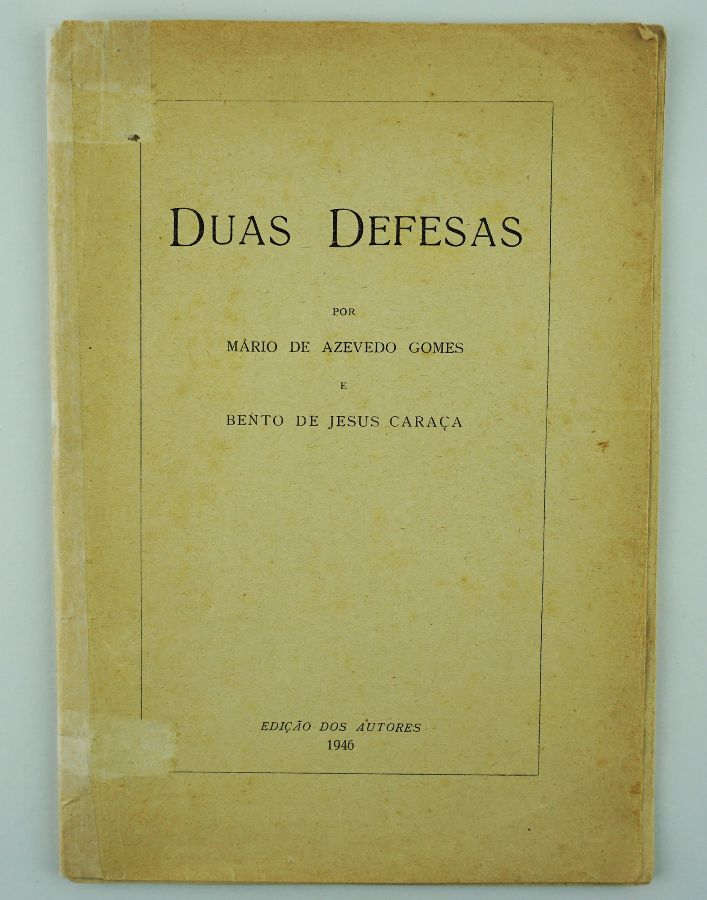 DUAS DEFESAS
POR
MÁRIO DE AZEVEDO GOMES
E
BENTO DE JESUS CARAÇA
EDIÇÃO DOS AUTORES
1946